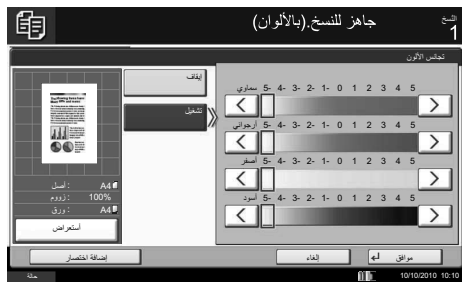 جاهز للنسخ.(بالألوان)
النسخ
1
تجانس الألوان
إيقاف
تشغيل
سماوي 5- 4- 3- 2- 1- 0 1 2 3 4 5
أرجواني 5- 4- 3- 2- 1- 0 1 2 3 4 5
أصفر 5- 4- 3- 2- 1- 0 1 2 3 4 5
أسود 5- 4- 3- 2- 1- 0 1 2 3 4 5
أصل : A4
زووم : 100%
ورق : A4
أستعراض
إضافة اختصار
إلغاء
موافق
حالة
10/10/2010 10:10